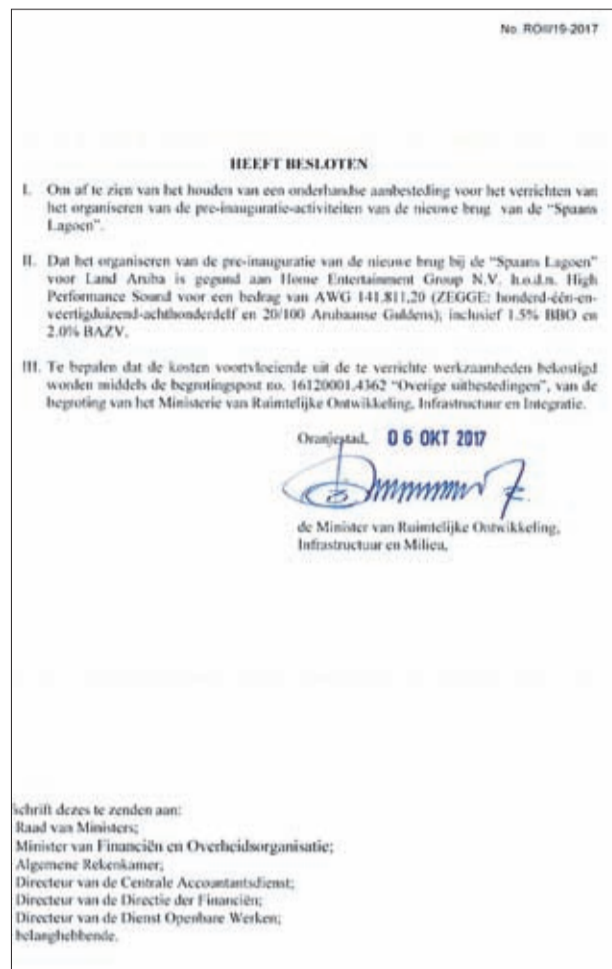 No. ROIII/19-2017
HEEFT BESLOTEN
I. Om af te zien van het houden van een onderhandse aanbesteding voor het verrichten van
het organiseren van de pre-inauguratie-activiteiten van de nieuwe brug van de "Spaans
Lagoen".
II. Dat het organiseren van de pre-inauguratie van de nieuwe brug bij de "Spaans Lagoen"
voor Land Aruba is gegund aan Home Entertainment Group N.V. h.o.d.n. High
Performance Sound voor een bedrag van AWG 141.811,20 (ZEGGE: honderd-één-en-
veertigduizend-achthonderdelf en 20/100 Arubaanse Guldens), inclusief 1.5% BBO en
2.0% BAZV.
III. Te bepalen dat de kosten voortvloeiende uit de te verrichte werkzaamheden bekostigd
worden middels de begrotingspost no. 16120001.4362 "Overige uitbestedingen", van de
begroting van het Ministerie van Ruimtelijke Ontwikkeling, Infrastructuur en Integratie.
Oranjestad, 06 OKT 2017
de Minister van Ruimtelijke Ontwikkeling,
Infrastructuur en Milieu,
schrift dezes te zenden aan:
Raad van Ministers;
Minister van Financiën en Overheidsorganisatie;
Algemene Rekenkamer;
Directeur van de Centrale Accountantsdienst;
Directeur van de Directie der Financiën;
Directeur van de Dienst Openbare Werken;
belanghebbende.